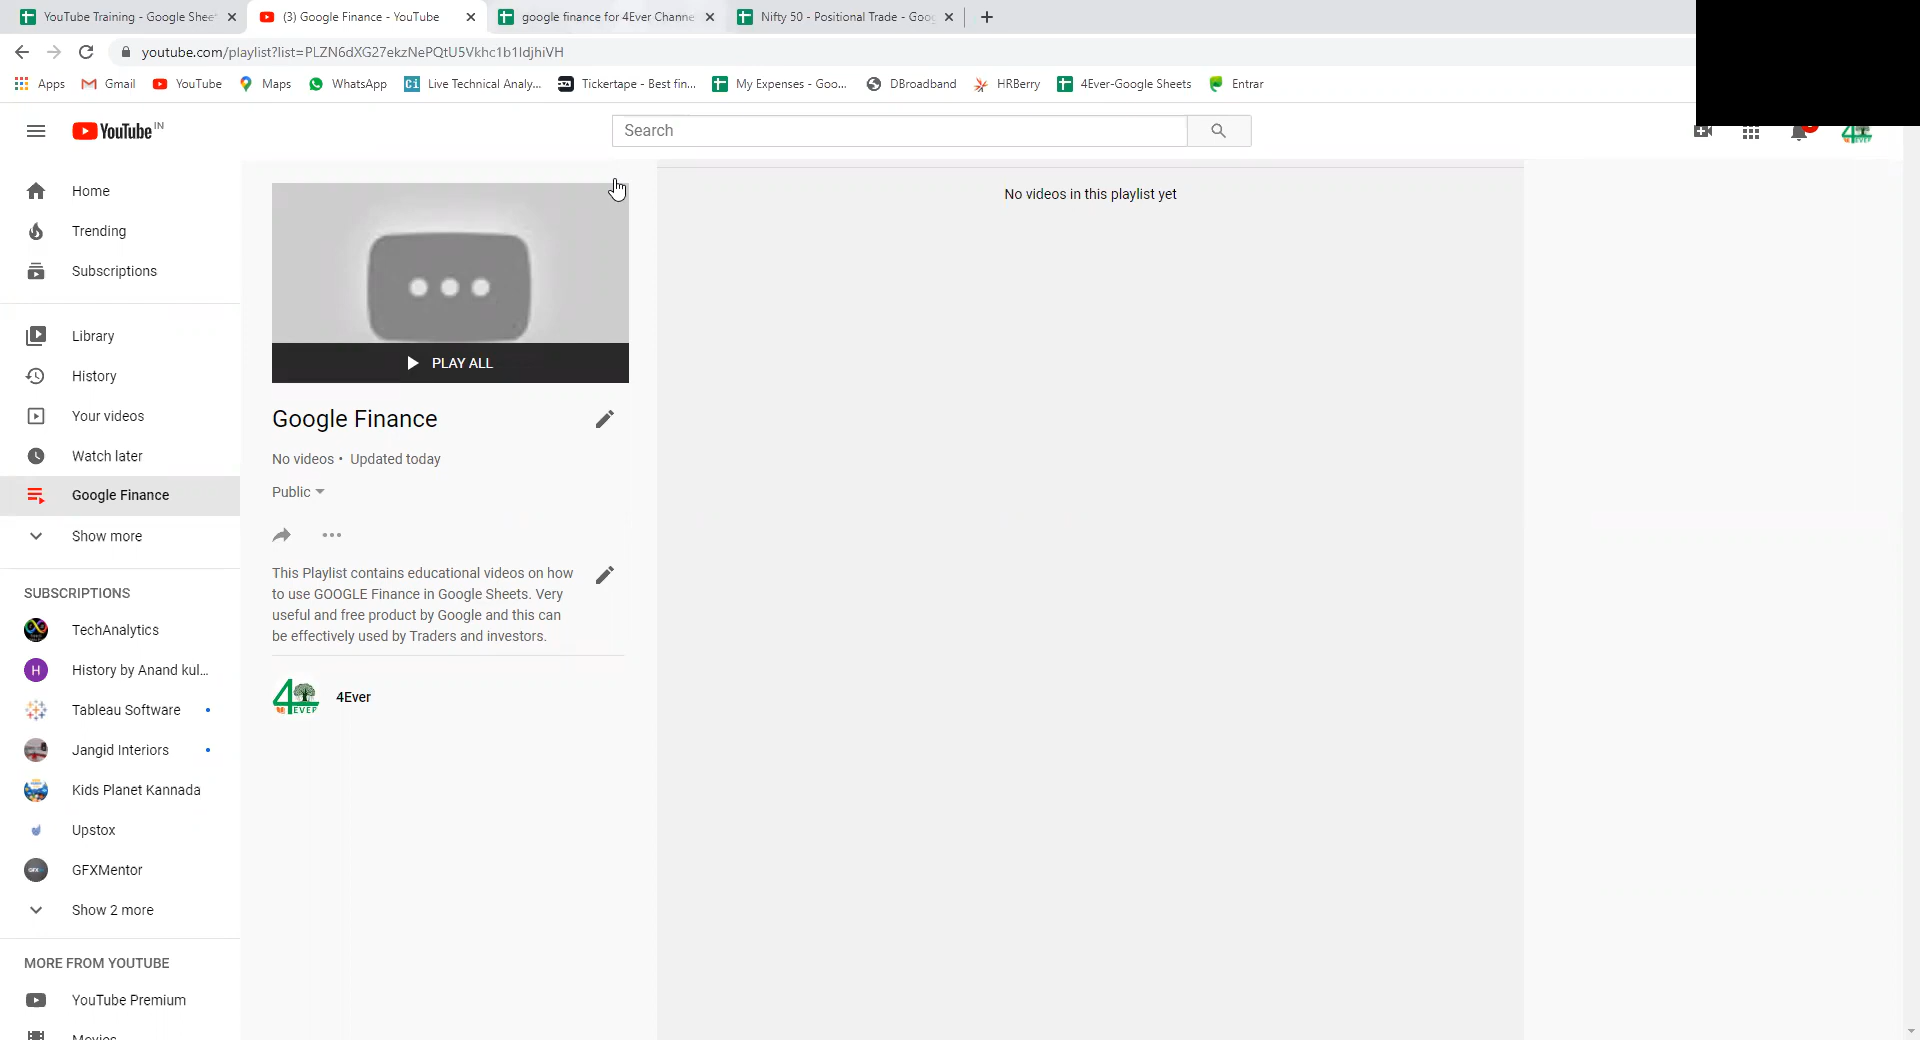 YouTube Training - Google Shee
(3) Google Finance - YouTube
google finance for 4Ever Channe
Nifty 50 - Positional Trade - Goo
youtube.com/playlist?list=PLZN6dXG27ekzNePQtU5Vkhc1b1ldjhiVH
Apps
Gmail
YouTube
Maps
WhatsApp
Live Technical Analy...
Tickertape - Best fin...
My Expenses - Goo...
DBroadband
HRBerry
4Ever-Google Sheets
Entrar
YouTube IN
Search
Home
Trending
Subscriptions
Library
History
Your videos
Watch later
Google Finance
Show more
SUBSCRIPTIONS
TechAnalytics
H
History by Anand kul...
Tableau Software
Jangid Interiors
Kids Planet Kannada
Upstox
GFXMentor
Show 2 more
MORE FROM YOUTUBE
YouTube Premium
Movies
PLAY ALL
Google Finance
No videos • Updated today
Public
This Playlist contains educational videos on how
to use GOOGLE Finance in Google Sheets. Very
useful and free product by Google and this can
be effectively used by Traders and investors.
4 EVER
4Ever
No videos in this playlist yet